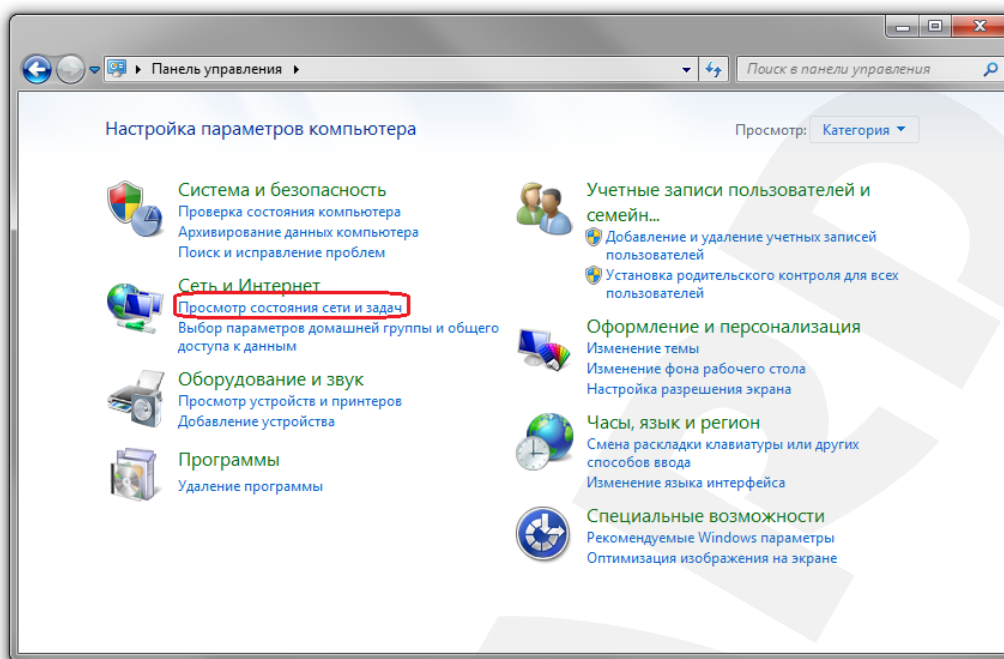 Панель управления
Поиск в панели управления
Настройка параметров компьютера
Просмотр: Категория
Система и безопасность
Проверка состояния компьютера
Архивирование данных компьютера
Поиск и исправление проблем
Сеть и Интернет
Просмотр состояния сети и задач
Выбор параметров домашней группы и общего
доступа к данным
Оборудование и звук
Просмотр устройств и принтеров
Добавление устройства
Программы
Удаление программы
Учетные записи пользователей и
семейн...
Добавление и удаление учетных записей
пользователей
Установка родительского контроля для всех
пользователей
Оформление и персонализация
Изменение темы
Изменение фона рабочего стола
Настройка разрешения экрана
Часы, язык и регион
Смена раскладки клавиатуры или других
способов ввода
Изменение языка интерфейса
Специальные возможности
Рекомендуемые Windows параметры
Оптимизация изображения на экране